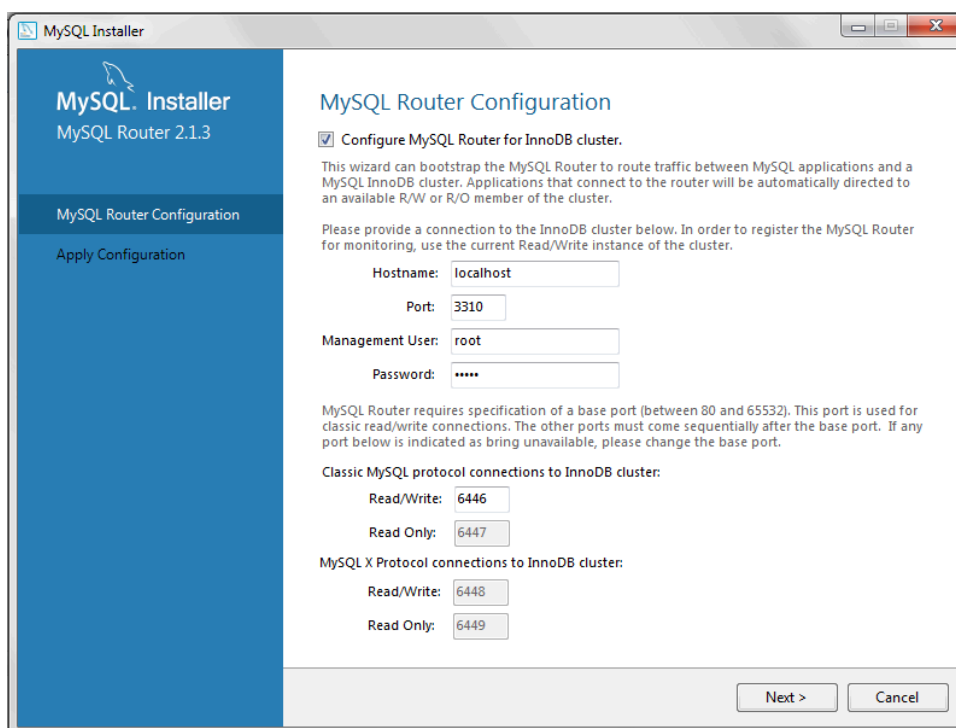 MySQL Installer
MySQL. Installer
MySQL Router 2.1.3
MySQL Router Configuration
Apply Configuration
MySQL Router Configuration
Configure MySQL Router for InnoDB cluster.
This wizard can bootstrap the MySQL Router to route traffic between MySQL applications and a
MySQL InnoDB cluster. Applications that connect to the router will be automatically directed to
an available R/W or R/O member of the cluster.
Please provide a connection to the InnoDB cluster below. In order to register the MySQL Router
for monitoring, use the current Read/Write instance of the cluster.
Hostname: localhost
Port: 3310
Management User: root
Password: •••••
MySQL Router requires specification of a base port (between 80 and 65532). This port is used for
classic read/write connections. The other ports must come sequentially after the base port. If any
port below is indicated as bring unavailable, please change the base port.
Classic MySQL protocol connections to InnoDB cluster:
Read/Write: 6446
Read Only: 6447
MySQL X Protocol connections to InnoDB cluster:
Read/Write: 6448
Read Only: 6449
Next > Cancel